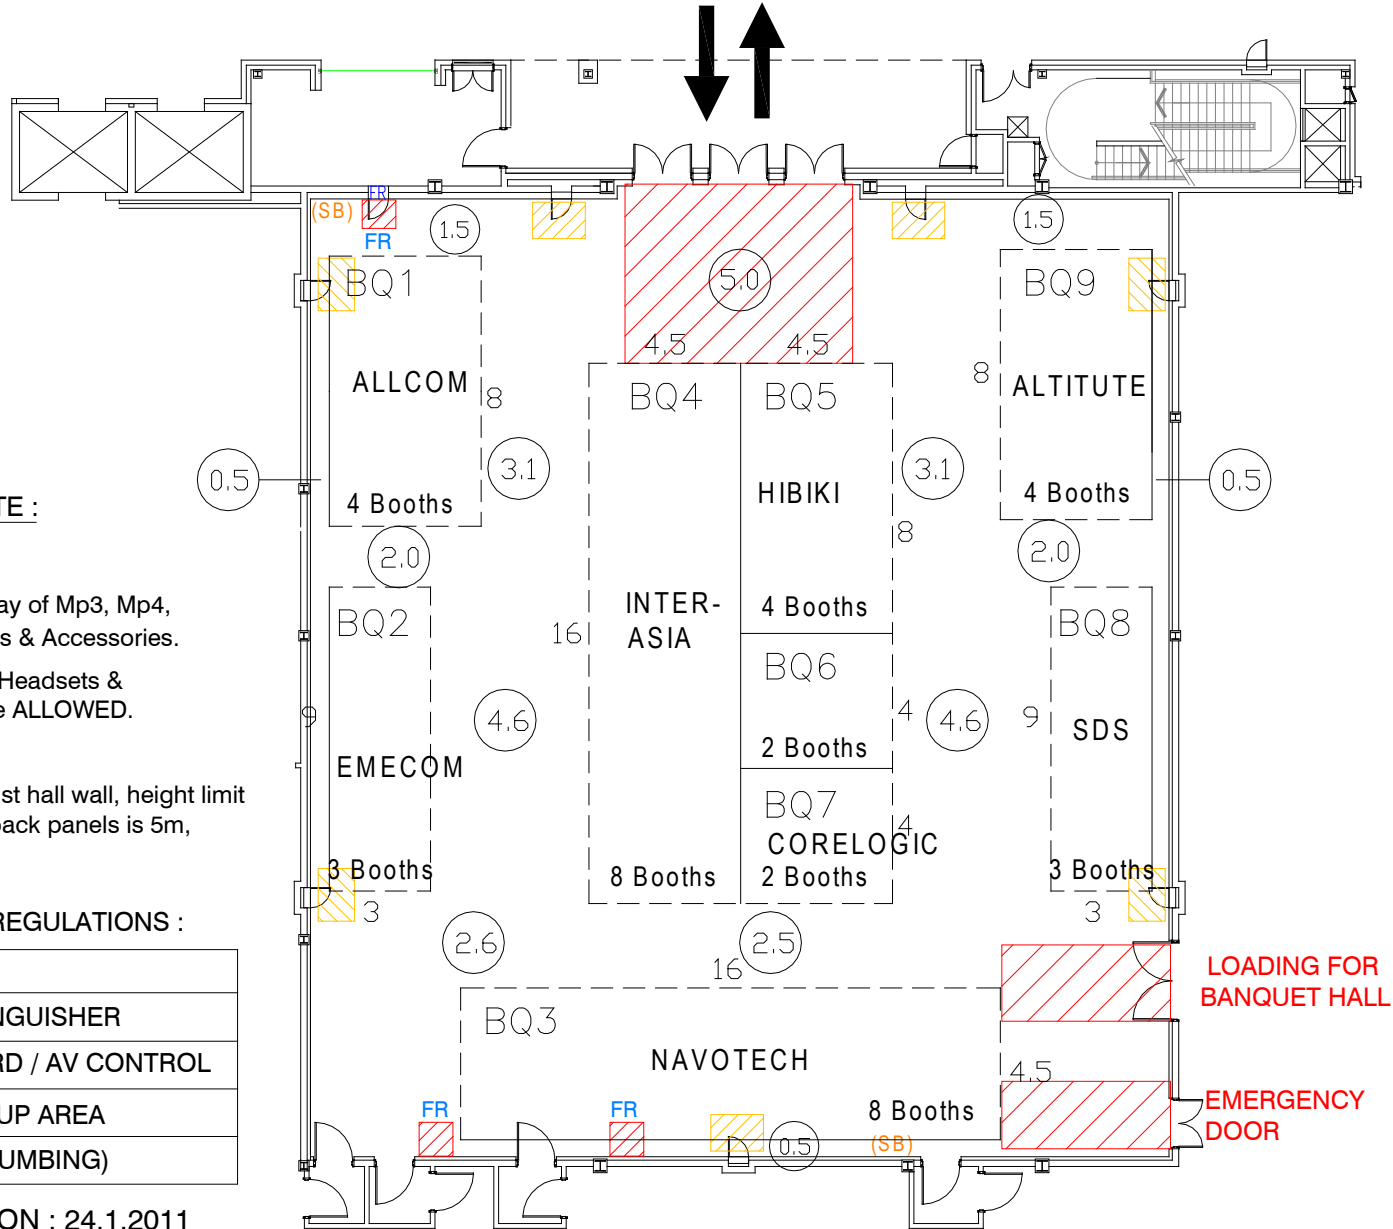 FR
(SB)
FR
1.5
1.5
5.0
4.5
4.5
BQ1
ALLCOM
8
4 Booths
BQ4
INTER-
ASIA
16
8 Booths
BQ5
HIBIKI
8
4 Booths
BQ9
8
ALTITUTE
4 Booths
0.5
3.1
3.1
0.5
2.0
2.0
TE :
ay of Mp3, Mp4,
s & Accessories.
Headsets &
e ALLOWED.
st hall wall, height limit
back panels is 5m,
BQ2
9
EMECOM
3 Booths
3
4.6
BQ6
4
2 Booths
BQ7
4
CORELOGIC
2 Booths
4.6
BQ8
9
SDS
3 Booths
3
REGULATIONS :
NGUISHER
RD / AV CONTROL
UP AREA
UMBING)
ON : 24.1.2011
2.6
2.5
16
BQ3
NAVOTECH
4.5
8 Booths
(SB)
FR
FR
0.5
LOADING FOR
BANQUET HALL
EMERGENCY
DOOR